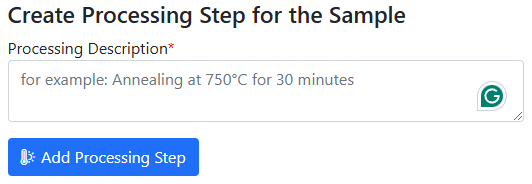 Create Processing Step for the Sample
Processing Description*
for example: Annealing at 750°C for 30 minutes
Add Processing Step